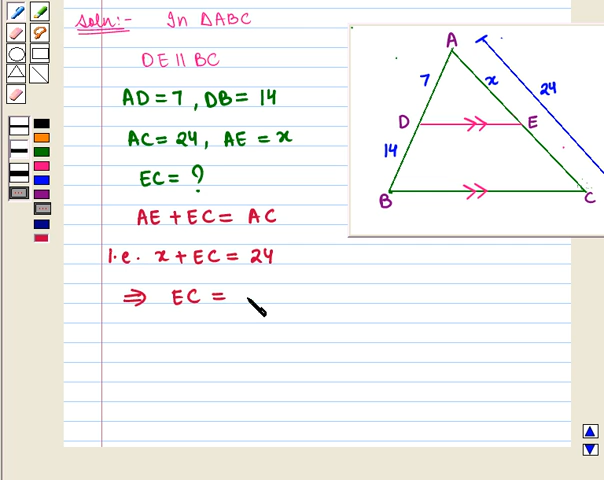 Soln:- In ΔABC
DE || BC
AD = 7, DB = 14
AC = 24, AE = x
EC = ?
AE + EC = AC
i.e. x + EC = 24
⇒ EC =
A
7
x
24
D
E
14
B
C